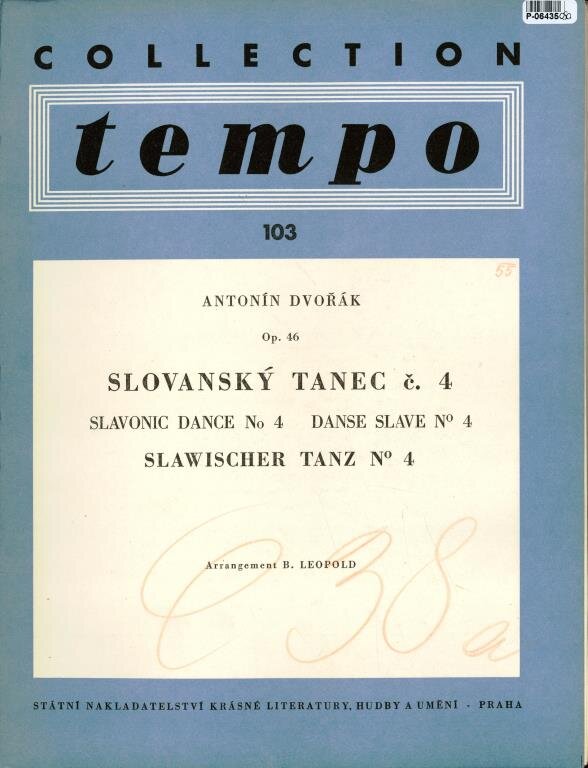 P-06435
COLLECTION
tempo
103
55
ANTONÍN DVOŘÁK
Op. 46
SLOVANSKÝ TANEC č. 4
SLAVONIC DANCE No 4 DANSE SLAVE Nº 4
SLAWISCHER TANZ Nº 4
Arrangement B. LEOPOLD
C 38a
STÁTNÍ NAKLADATELSTVÍ KRÁSNÉ LITERATURY, HUDBY A UMĚNÍ - PRAHA